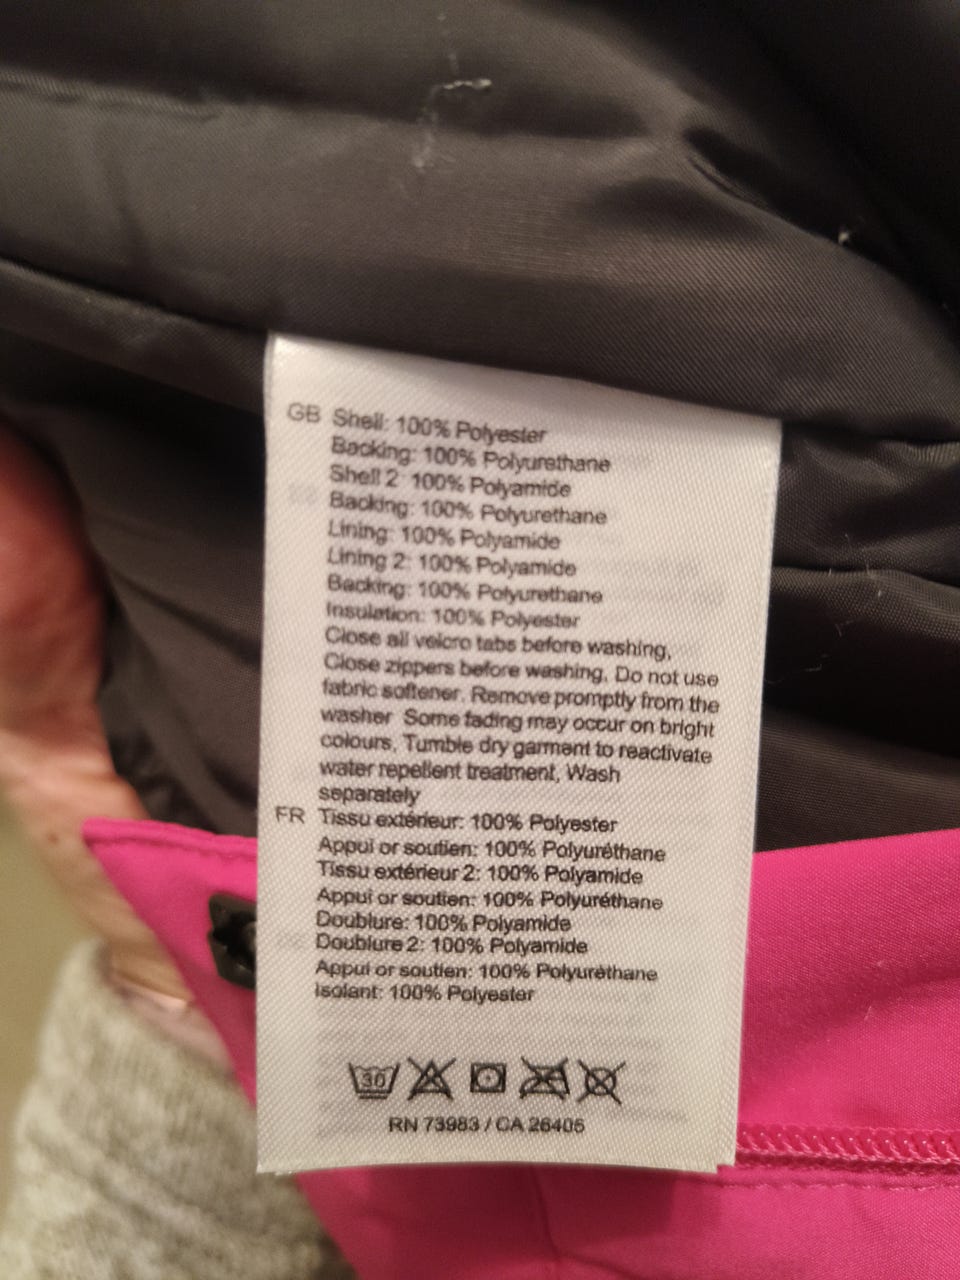 GB Shell: 100% Polyester
Backing: 100% Polyurethane
Shell 2 100% Polyamide
Backing: 100% Polyurethane
Lining: 100% Polyamide
Lining 2: 100% Polyamide
Backing: 100% Polyurethane
Insulation: 100% Polyester
Close all velcro tabs before washing,
Close zippers before washing, Do not use
fabric softener. Remove promptly from the
washer Some fading may occur on bright
colours, Tumble dry garment to reactivate
water repellent treatment, Wash
separately
FR Tissu extérieur: 100% Polyester
Appui or soutien: 100% Polyuréthane
Tissu extérieur 2: 100% Polyamide
Appui or soutien: 100% Polyuréthane
Doublure: 100% Polyamide
Doublure 2: 100% Polyamide
Appui or soutien: 100% Polyuréthane
Isolant: 100% Polyester
30
RN 73983 / CA 26405